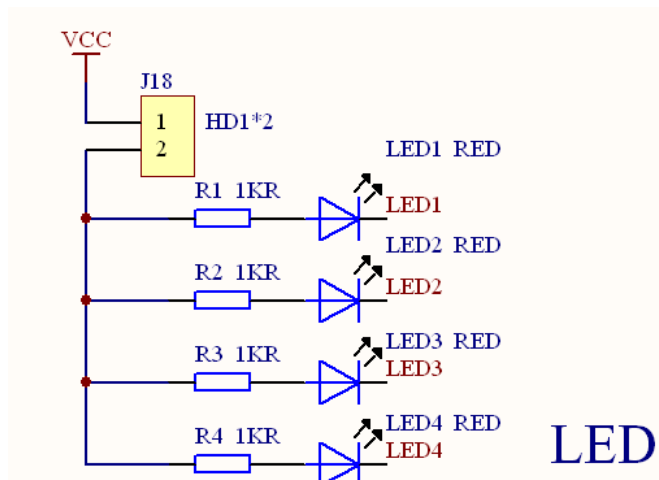 VCC
J18
1
HD1*2
2
LED1 RED
R1 1KR
LED1
LED2 RED
R2 1KR
LED2
LED3 RED
R3 1KR
LED3
LED4 RED
R4 1KR
LED4
LED